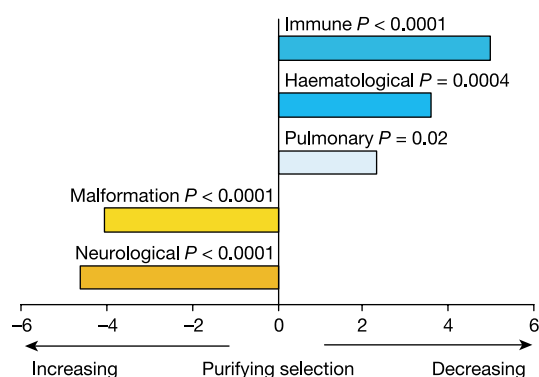 Immune P < 0.0001
Haematological P = 0.0004
Pulmonary P = 0.02
Malformation P < 0.0001
Neurological P < 0.0001
−6 −4 −2 0 2 4 6
Increasing Purifying selection Decreasing